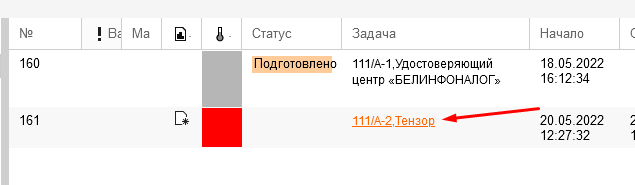 № Ва Ма Статус Задача Начало
160 Подготовлено 111/А-1,Удостоверяющий 18.05.2022
центр «БЕЛИНФОНАЛОГ» 16:12:34
161 111/А-2,Тензор 20.05.2022
12:27:32